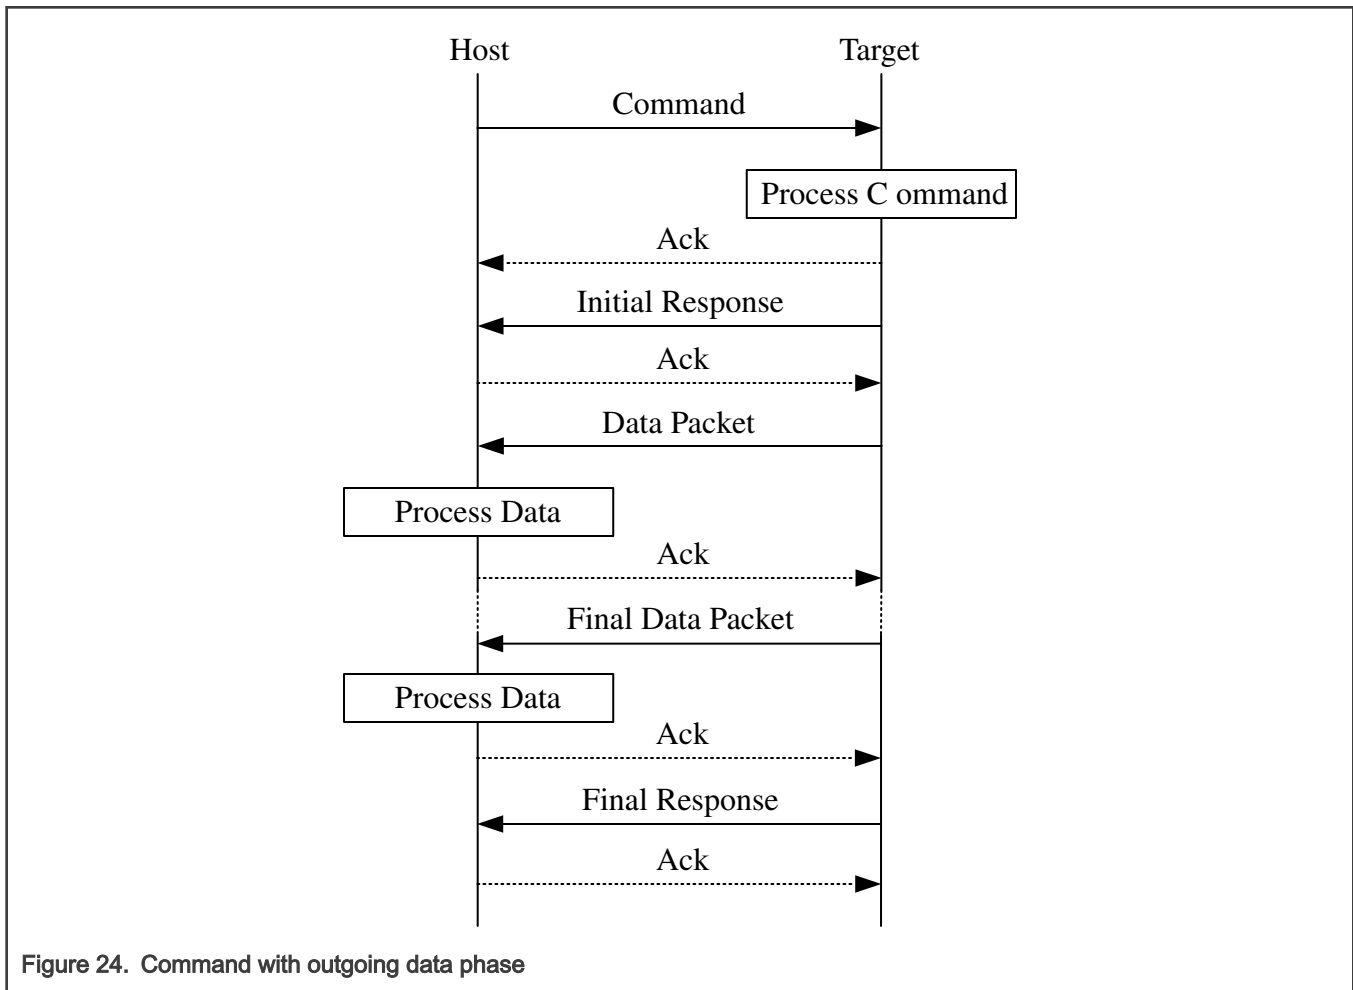 Host Target
Command
Process C ommand
Ack
Initial Response
Ack
Data Packet
Process Data
Ack
Final Data Packet
Process Data
Ack
Final Response
Ack
Figure 24. Command with outgoing data phase